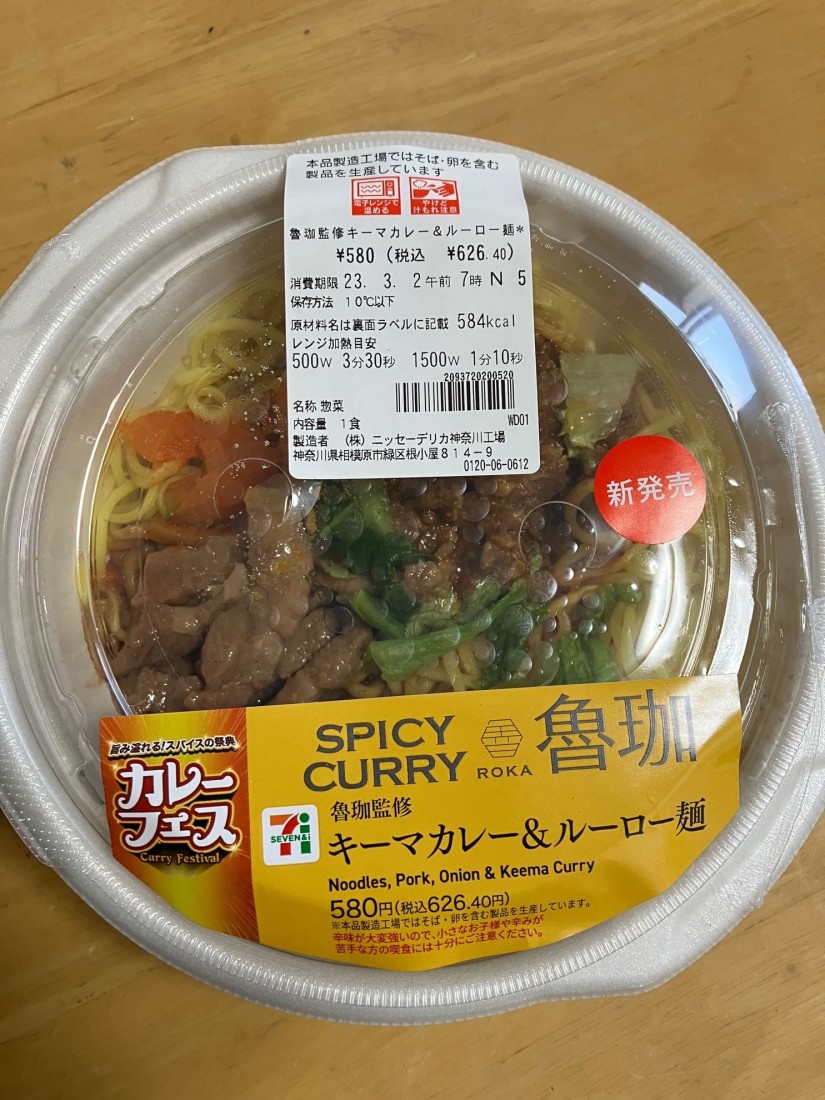 本品製造工場ではそば・卵を含む
製品を生産しています
電子レンジで
温める
やけど
汁もれ注意
魯珈監修キーマカレー&ルーロー麺*
¥580 (税込 ¥626.40)
消費期限 23. 3. 2 午前 7時 N 5
保存方法 10℃以下
原材料名は裏面ラベルに記載 584kcal
レンジ加熱目安
500W 3分30秒 1500W 1分10秒
2093720200520
名称 惣菜
内容量 1食
WD01
製造者 (株) ニッセーデリカ神奈川工場
神奈川県相模原市緑区根小屋814-9
0120-06-0612
新発売
旨み溢れる!スパイスの祭典
カレー
フェス
Curry Festival
SPICY
CURRY
ROKA
魯珈
SEVEN&i
魯珈監修
キーマカレー&ルーロー麺
Noodles, Pork, Onion & Keema Curry
580円(税込626.40円)
※本品製造工場ではそば・卵を含む製品を生産しています。
辛味が大変強いので、小さなお子様や辛みが
苦手な方の喫食には十分にご注意ください。